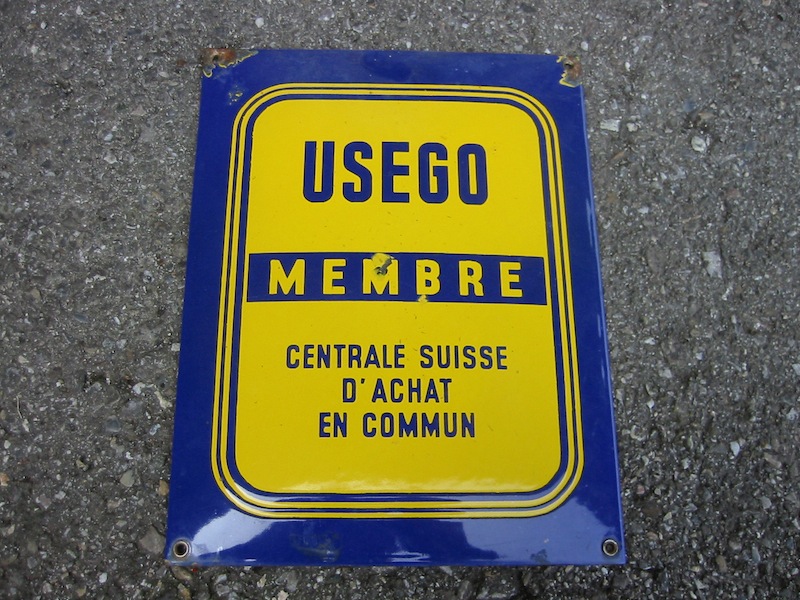 USEGO
MEMBRE
CENTRALE SUISSE
D'ACHAT
EN COMMUN